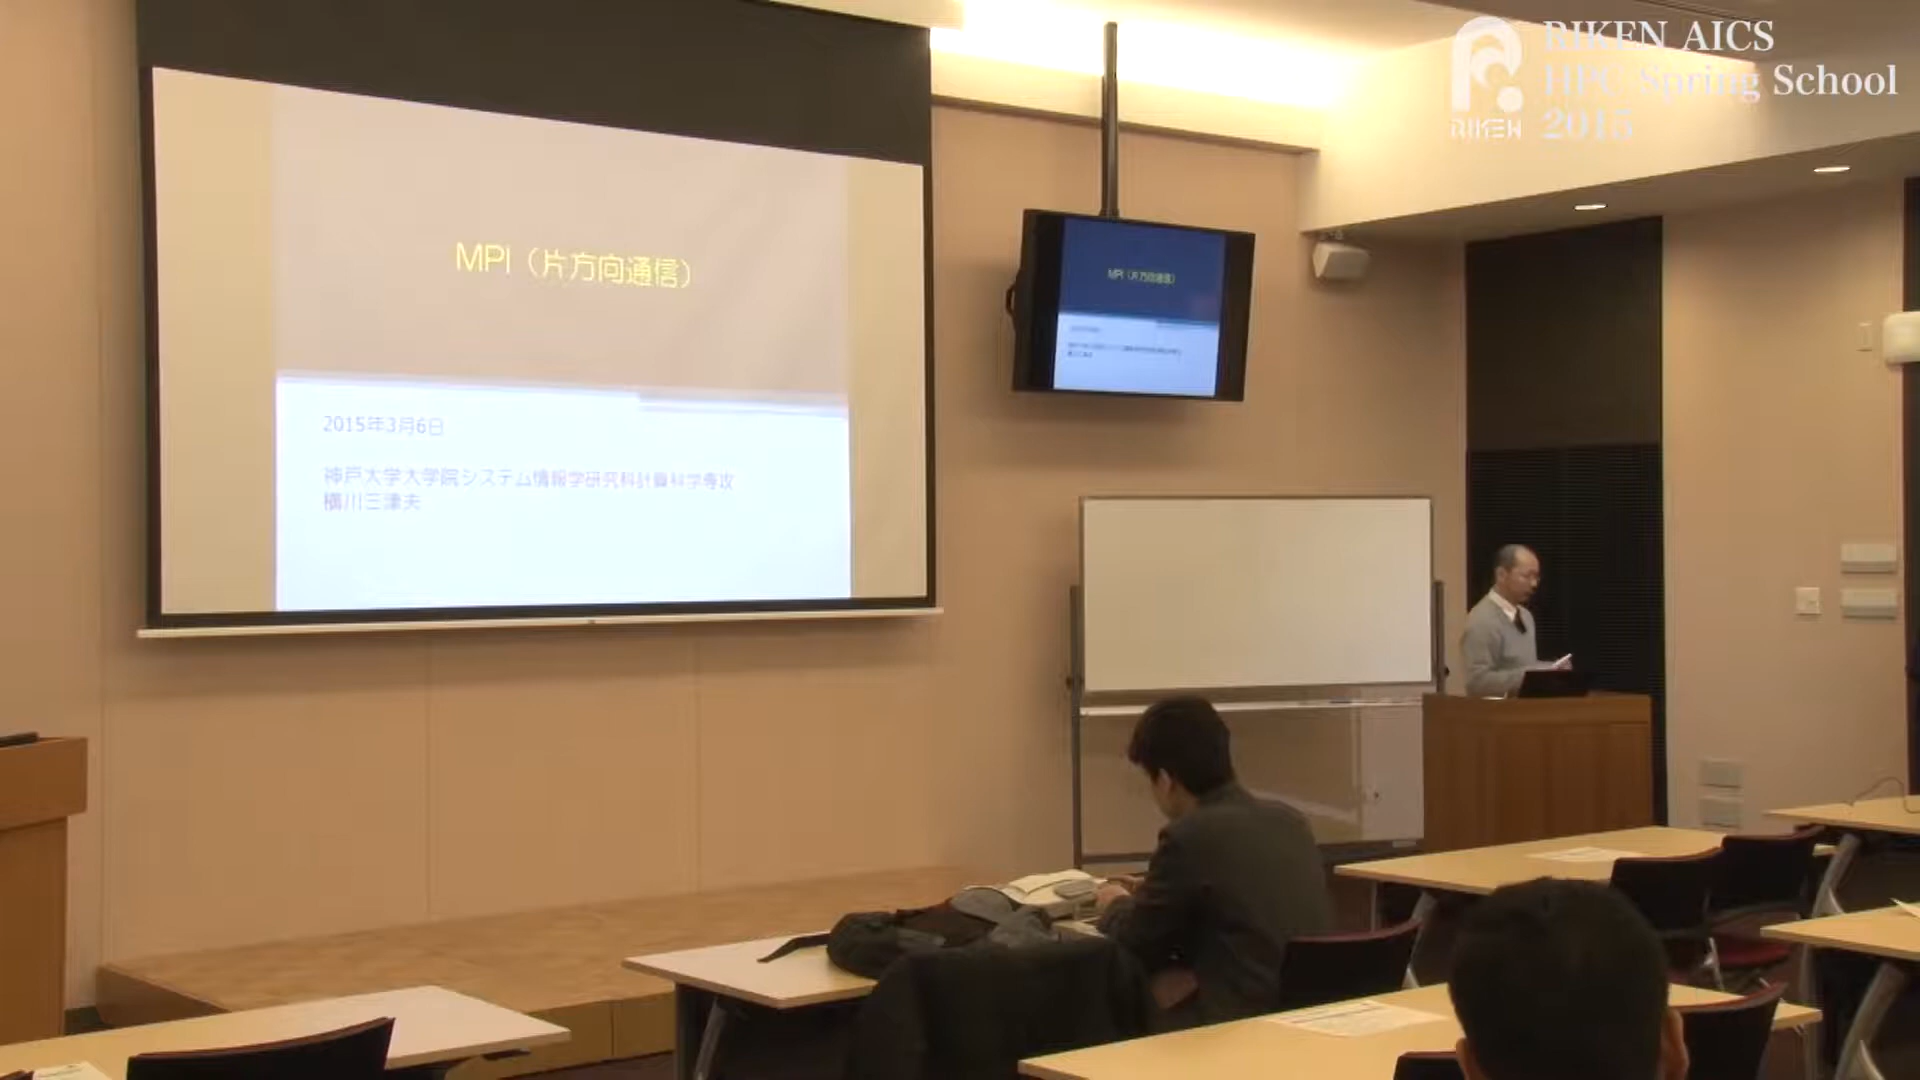 RIKEN AICS
HPC Spring School
2015
RIKEN
MPI（片方向通信）
2015年3月6日
神戸大学大学院システム情報学研究科計算科学専攻
横川三津夫
MPI（片方向通信）